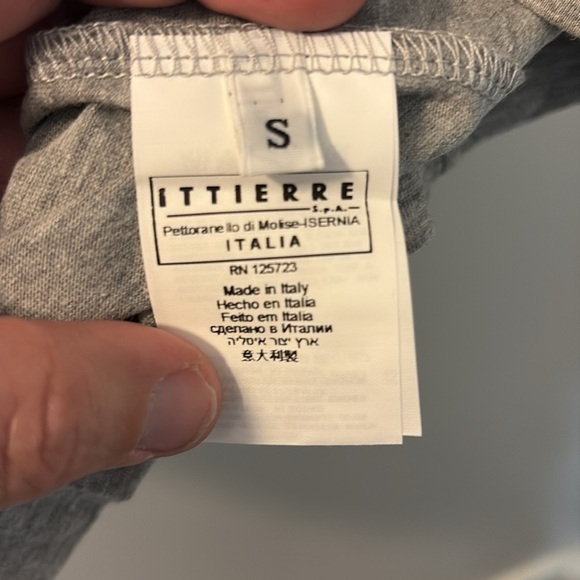 S
ITTIERRE
S.p.A.
Pettoranello di Molise-ISERNIA
ITALIA
RN 125723
Made in Italy
Hecho en Italia
Feito em Italia
сделано в Италии
ארץ יצור איטליה
意大利製